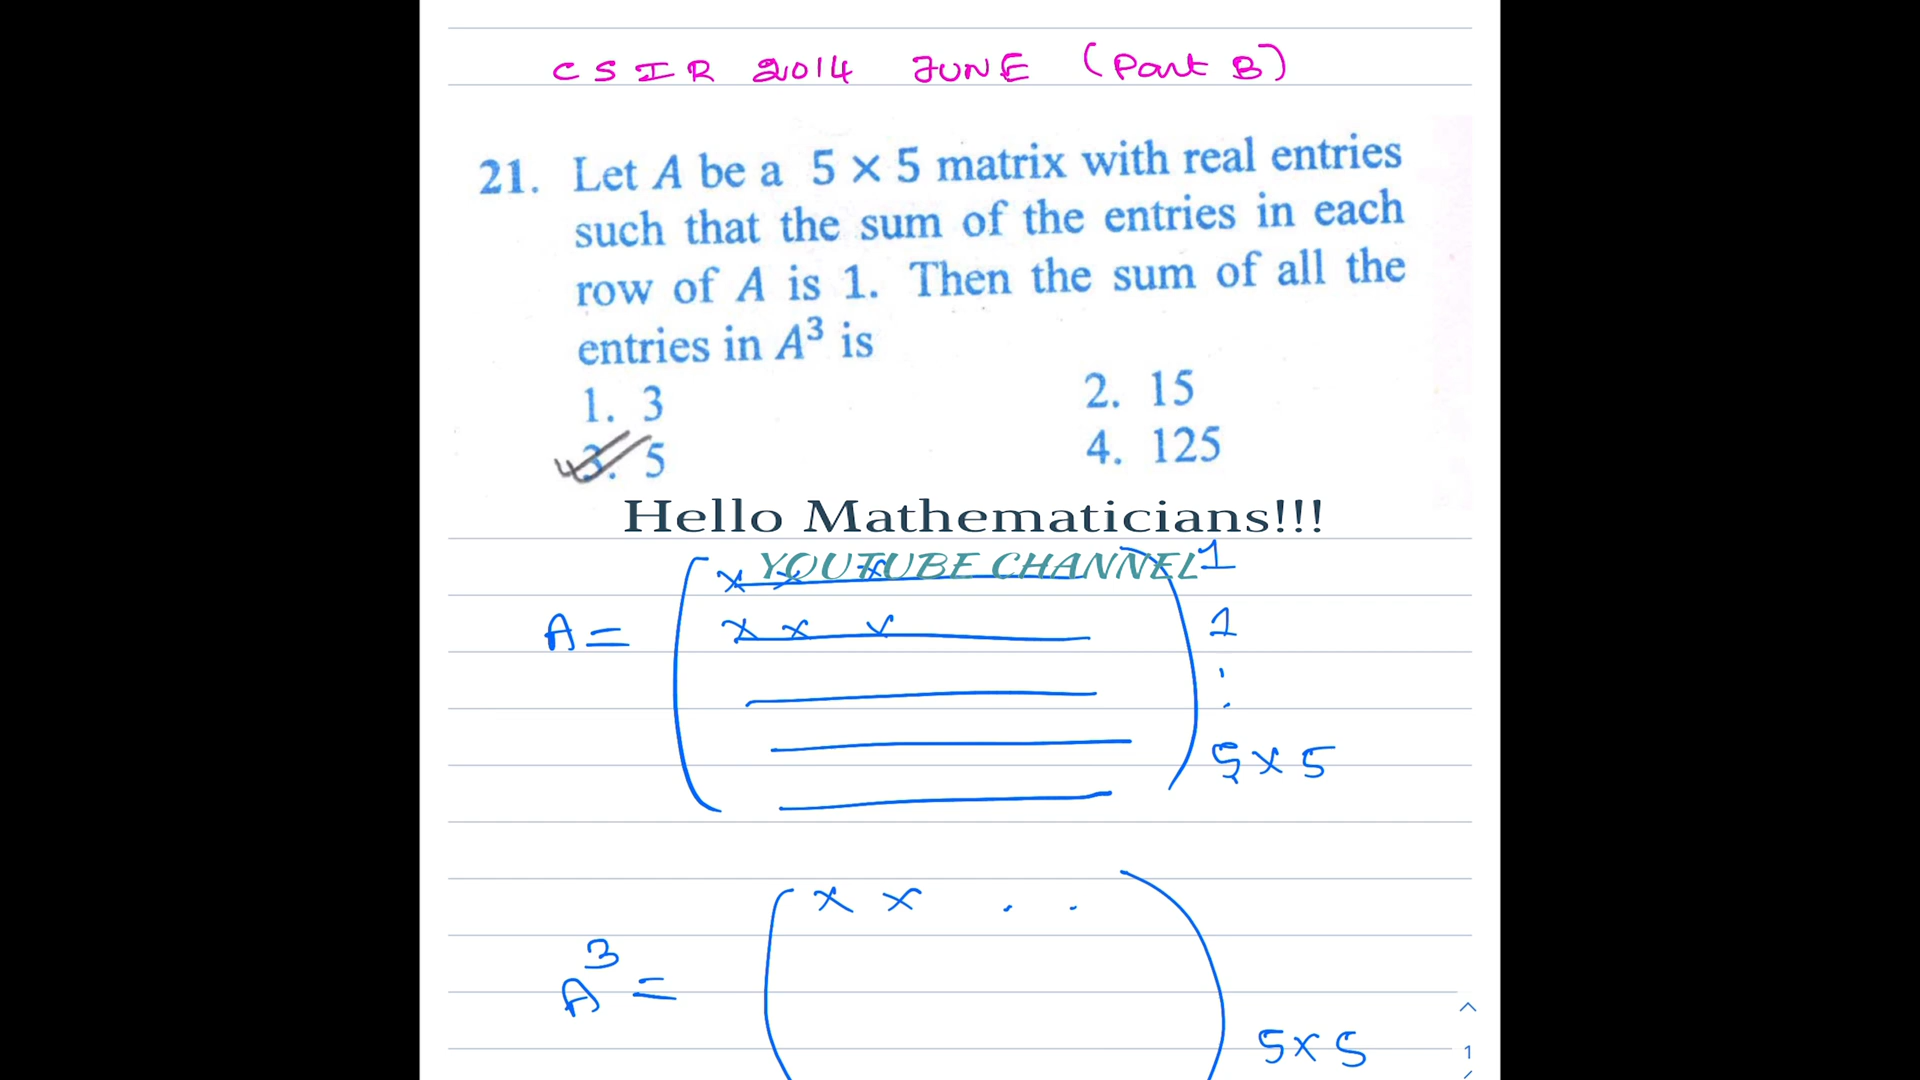 CSIR 2014 JUNE (Part B)
21. Let A be a 5 × 5 matrix with real entries
such that the sum of the entries in each
row of A is 1. Then the sum of all the
entries in A³ is
1. 3 2. 15
3. 5 4. 125
Hello Mathematicians!!!
YOUTUBE CHANNEL
x x x 1
A =
x x x 1
:
5×5
x x . .
A³ =
5×5
1